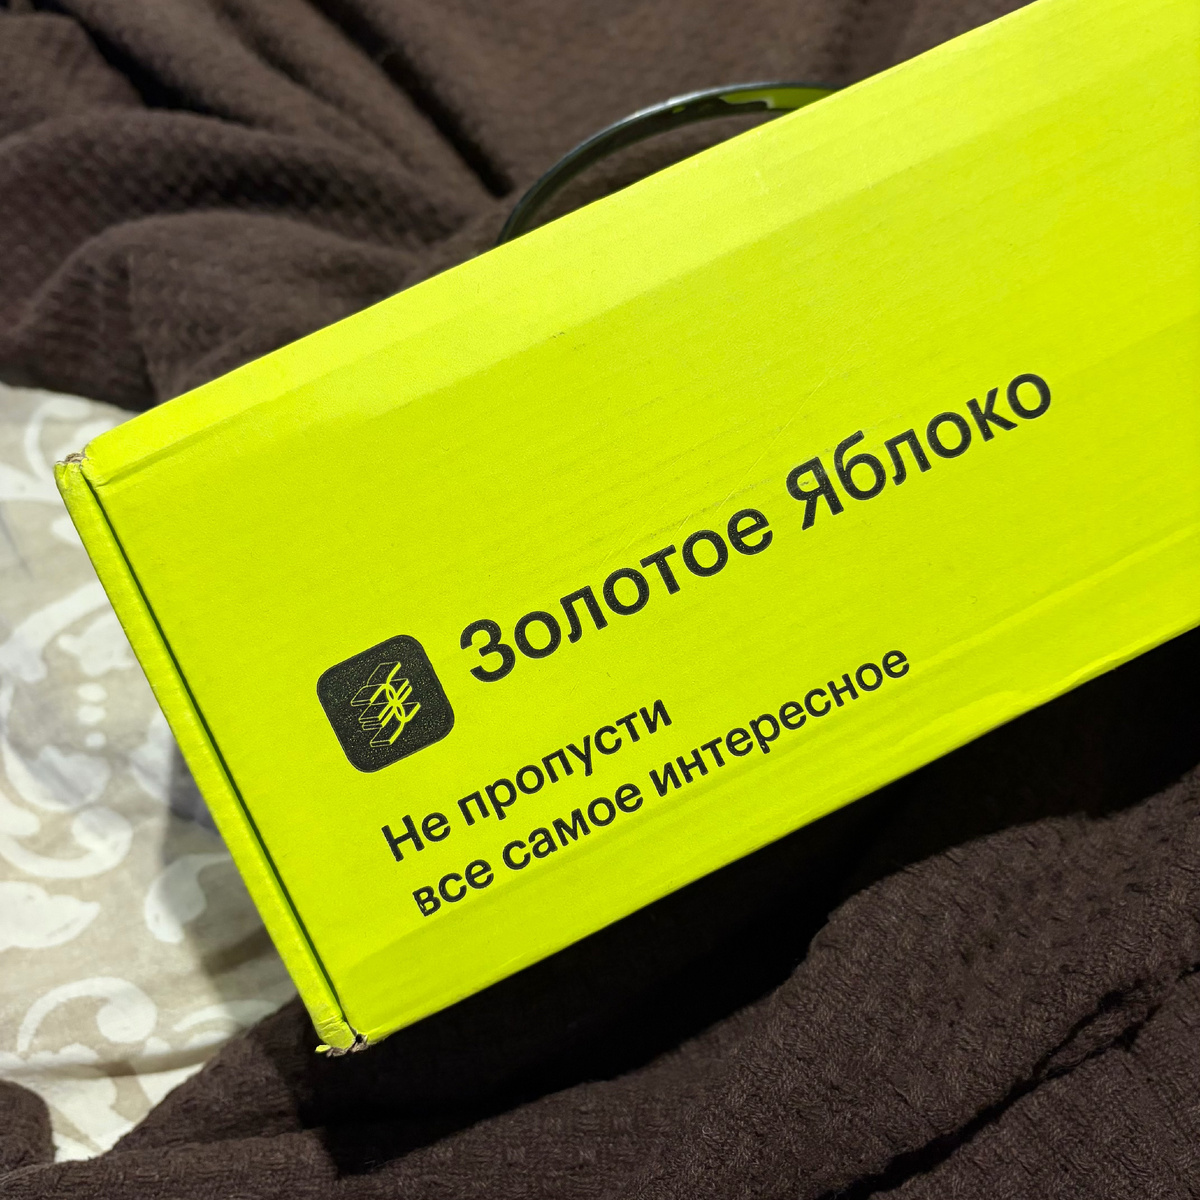 Золотое Яблоко
Не пропусти
все самое интересное